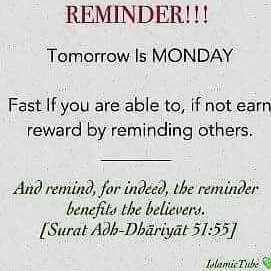 REMINDER!!!
Tomorrow Is MONDAY
Fast If you are able to, if not earn
reward by reminding others.
And remind, for indeed, the reminder
benefits the believers.
[Surat Adh-Dhāriyāt 51:55]
IslamicTube